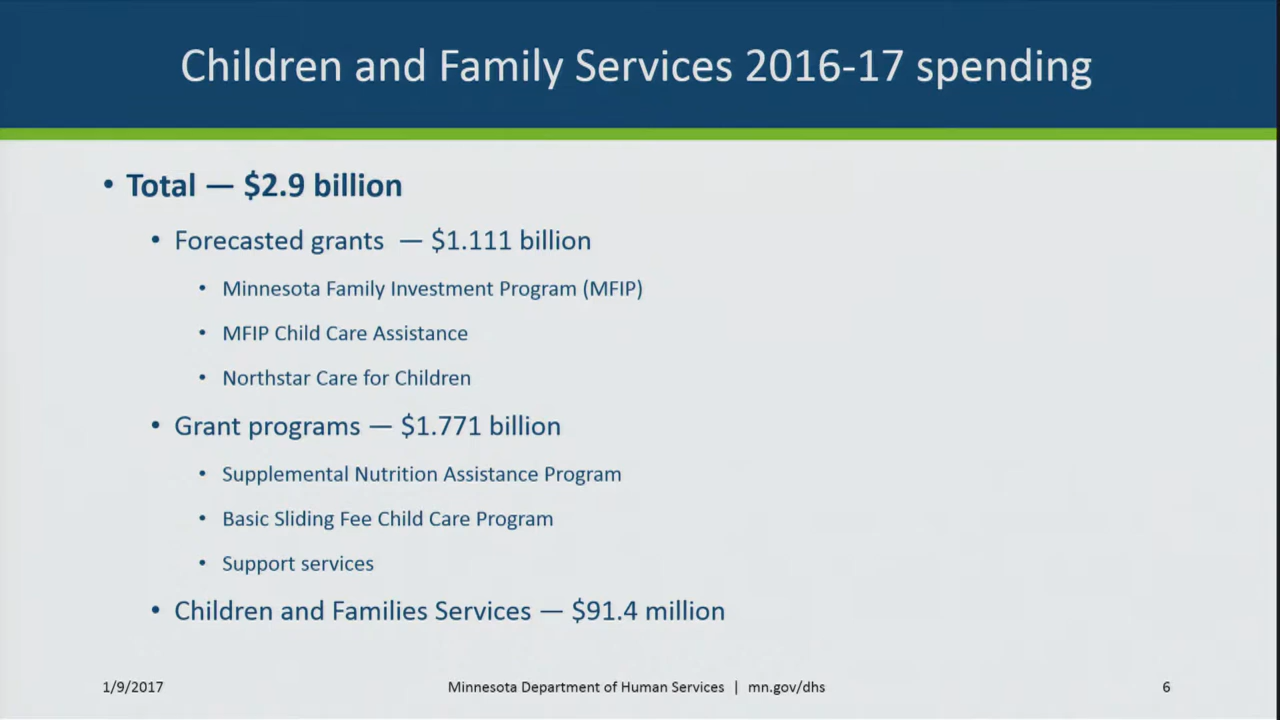 Children and Family Services 2016-17 spending
• Total — $2.9 billion
• Forecasted grants — $1.111 billion
• Minnesota Family Investment Program (MFIP)
• MFIP Child Care Assistance
• Northstar Care for Children
• Grant programs — $1.771 billion
• Supplemental Nutrition Assistance Program
• Basic Sliding Fee Child Care Program
• Support services
• Children and Families Services — $91.4 million
1/9/2017 Minnesota Department of Human Services | mn.gov/dhs 6